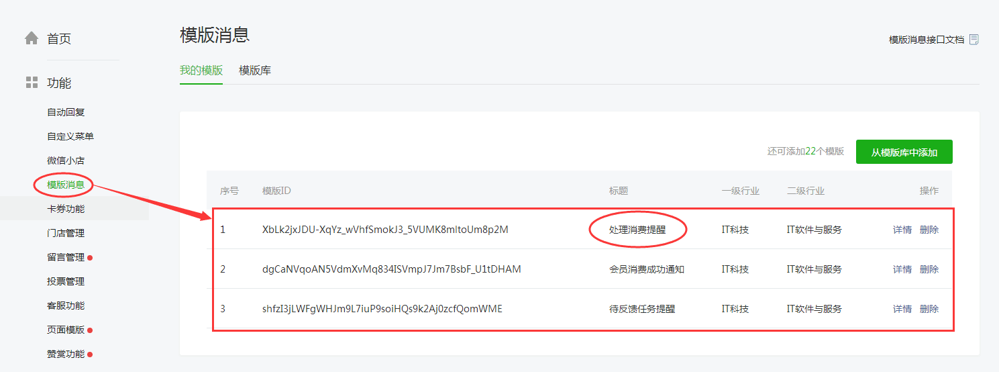 首页
功能
自动回复
自定义菜单
微信小店
模版消息
卡券功能
门店管理
留言管理
投票管理
客服功能
页面模版
赞赏功能
模版消息
模版消息接口文档
我的模版 模版库
还可添加22个模版 从模版库中添加
序号 模版ID 标题 一级行业 二级行业 操作
1 XbLk2jxJDU-XqYz_wVhfSmokJ3_5VUMK8mltoUm8p2M 处理消费提醒 IT科技 IT软件与服务 详情 删除
2 dgCaNVqoAN5VdmXvMq834ISVmpJ7Jm7BsbF_U1tDHAM 会员消费成功通知 IT科技 IT软件与服务 详情 删除
3 shfzI3jLWFgWHJm9L7iuP9soiHQs9k2Aj0zcfQomWME 待反馈任务提醒 IT科技 IT软件与服务 详情 删除